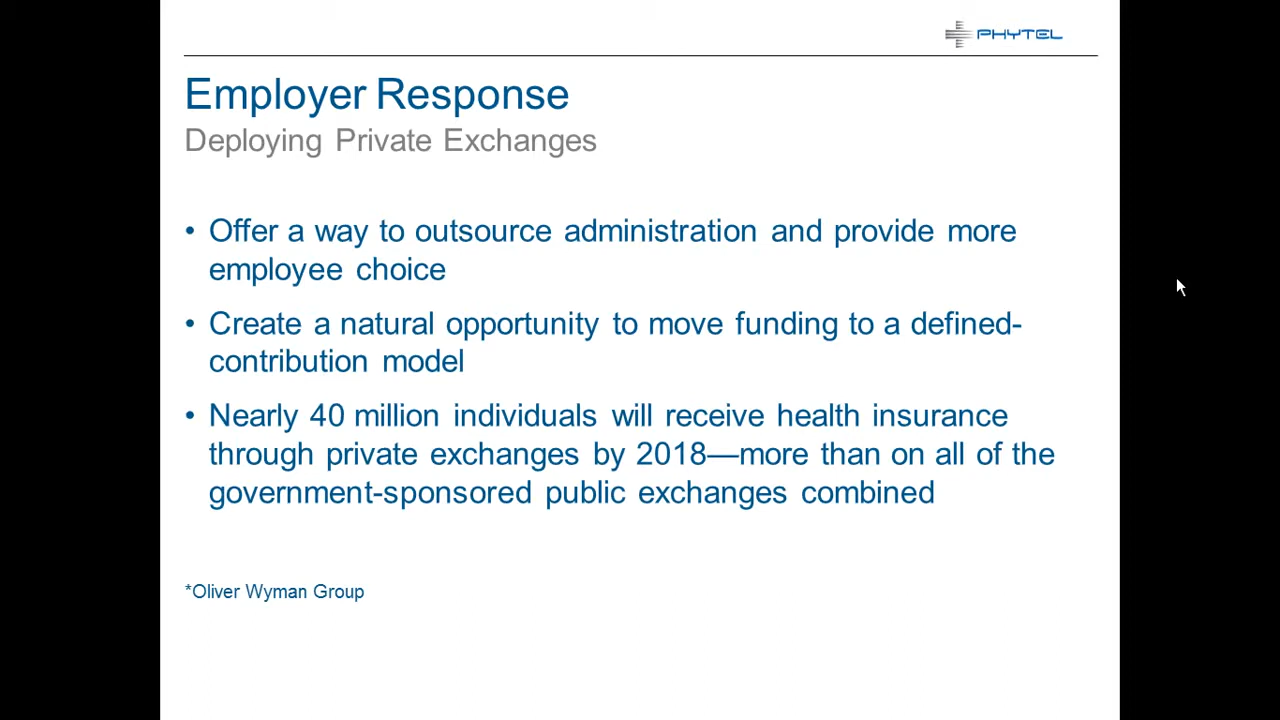 PHYTEL
Employer Response
Deploying Private Exchanges
• Offer a way to outsource administration and provide more
employee choice
• Create a natural opportunity to move funding to a defined-
contribution model
• Nearly 40 million individuals will receive health insurance
through private exchanges by 2018—more than on all of the
government-sponsored public exchanges combined
*Oliver Wyman Group